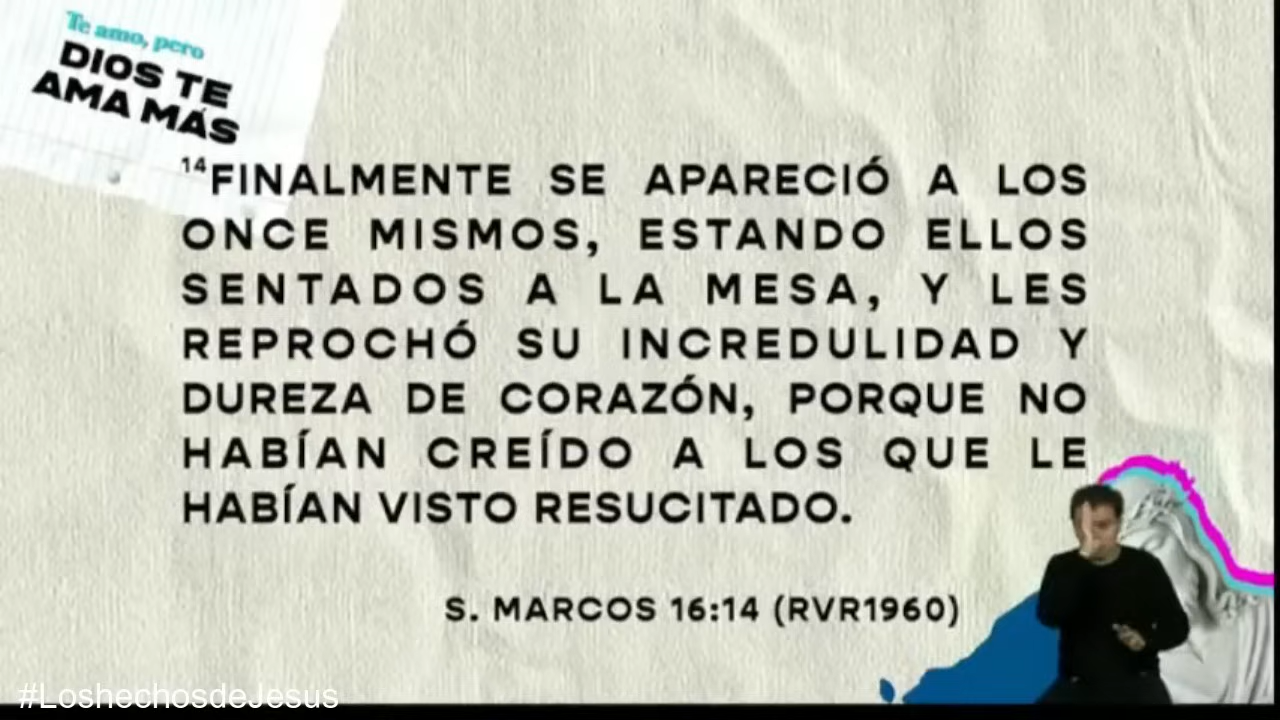 Te amo, pero
DIOS TE
AMA MÁS
¹⁴FINALMENTE SE APARECIÓ A LOS
ONCE MISMOS, ESTANDO ELLOS
SENTADOS A LA MESA, Y LES
REPROCHÓ SU INCREDULIDAD Y
DUREZA DE CORAZÓN, PORQUE NO
HABÍAN CREÍDO A LOS QUE LE
HABÍAN VISTO RESUCITADO.
S. MARCOS 16:14 (RVR1960)
#LoshechosdeJesus